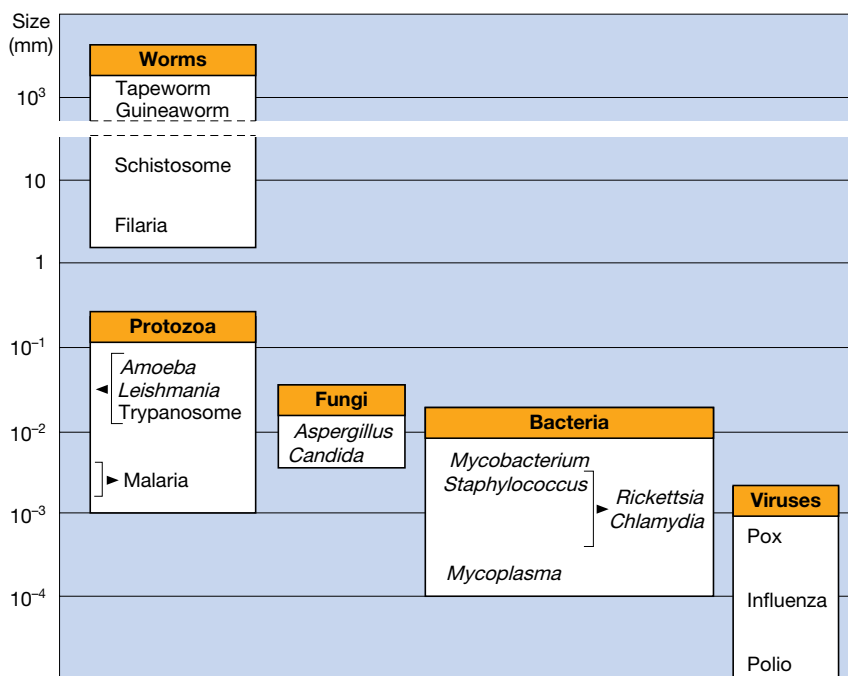 Size
(mm)
10³
10
1
10⁻¹
10⁻²
10⁻³
10⁻⁴
Worms
Tapeworm
Guineaworm
Schistosome
Filaria
Protozoa
Amoeba
Leishmania
Trypanosome
Malaria
Fungi
Aspergillus
Candida
Bacteria
Mycobacterium
Staphylococcus
Rickettsia
Chlamydia
Mycoplasma
Viruses
Pox
Influenza
Polio